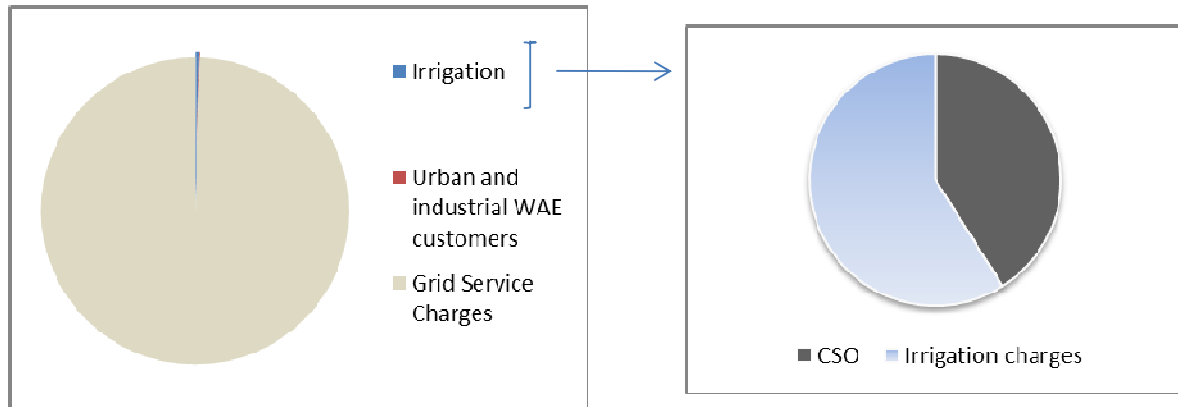 Irrigation
Urban and
industrial WAE
customers
Grid Service
Charges
CSO
Irrigation charges